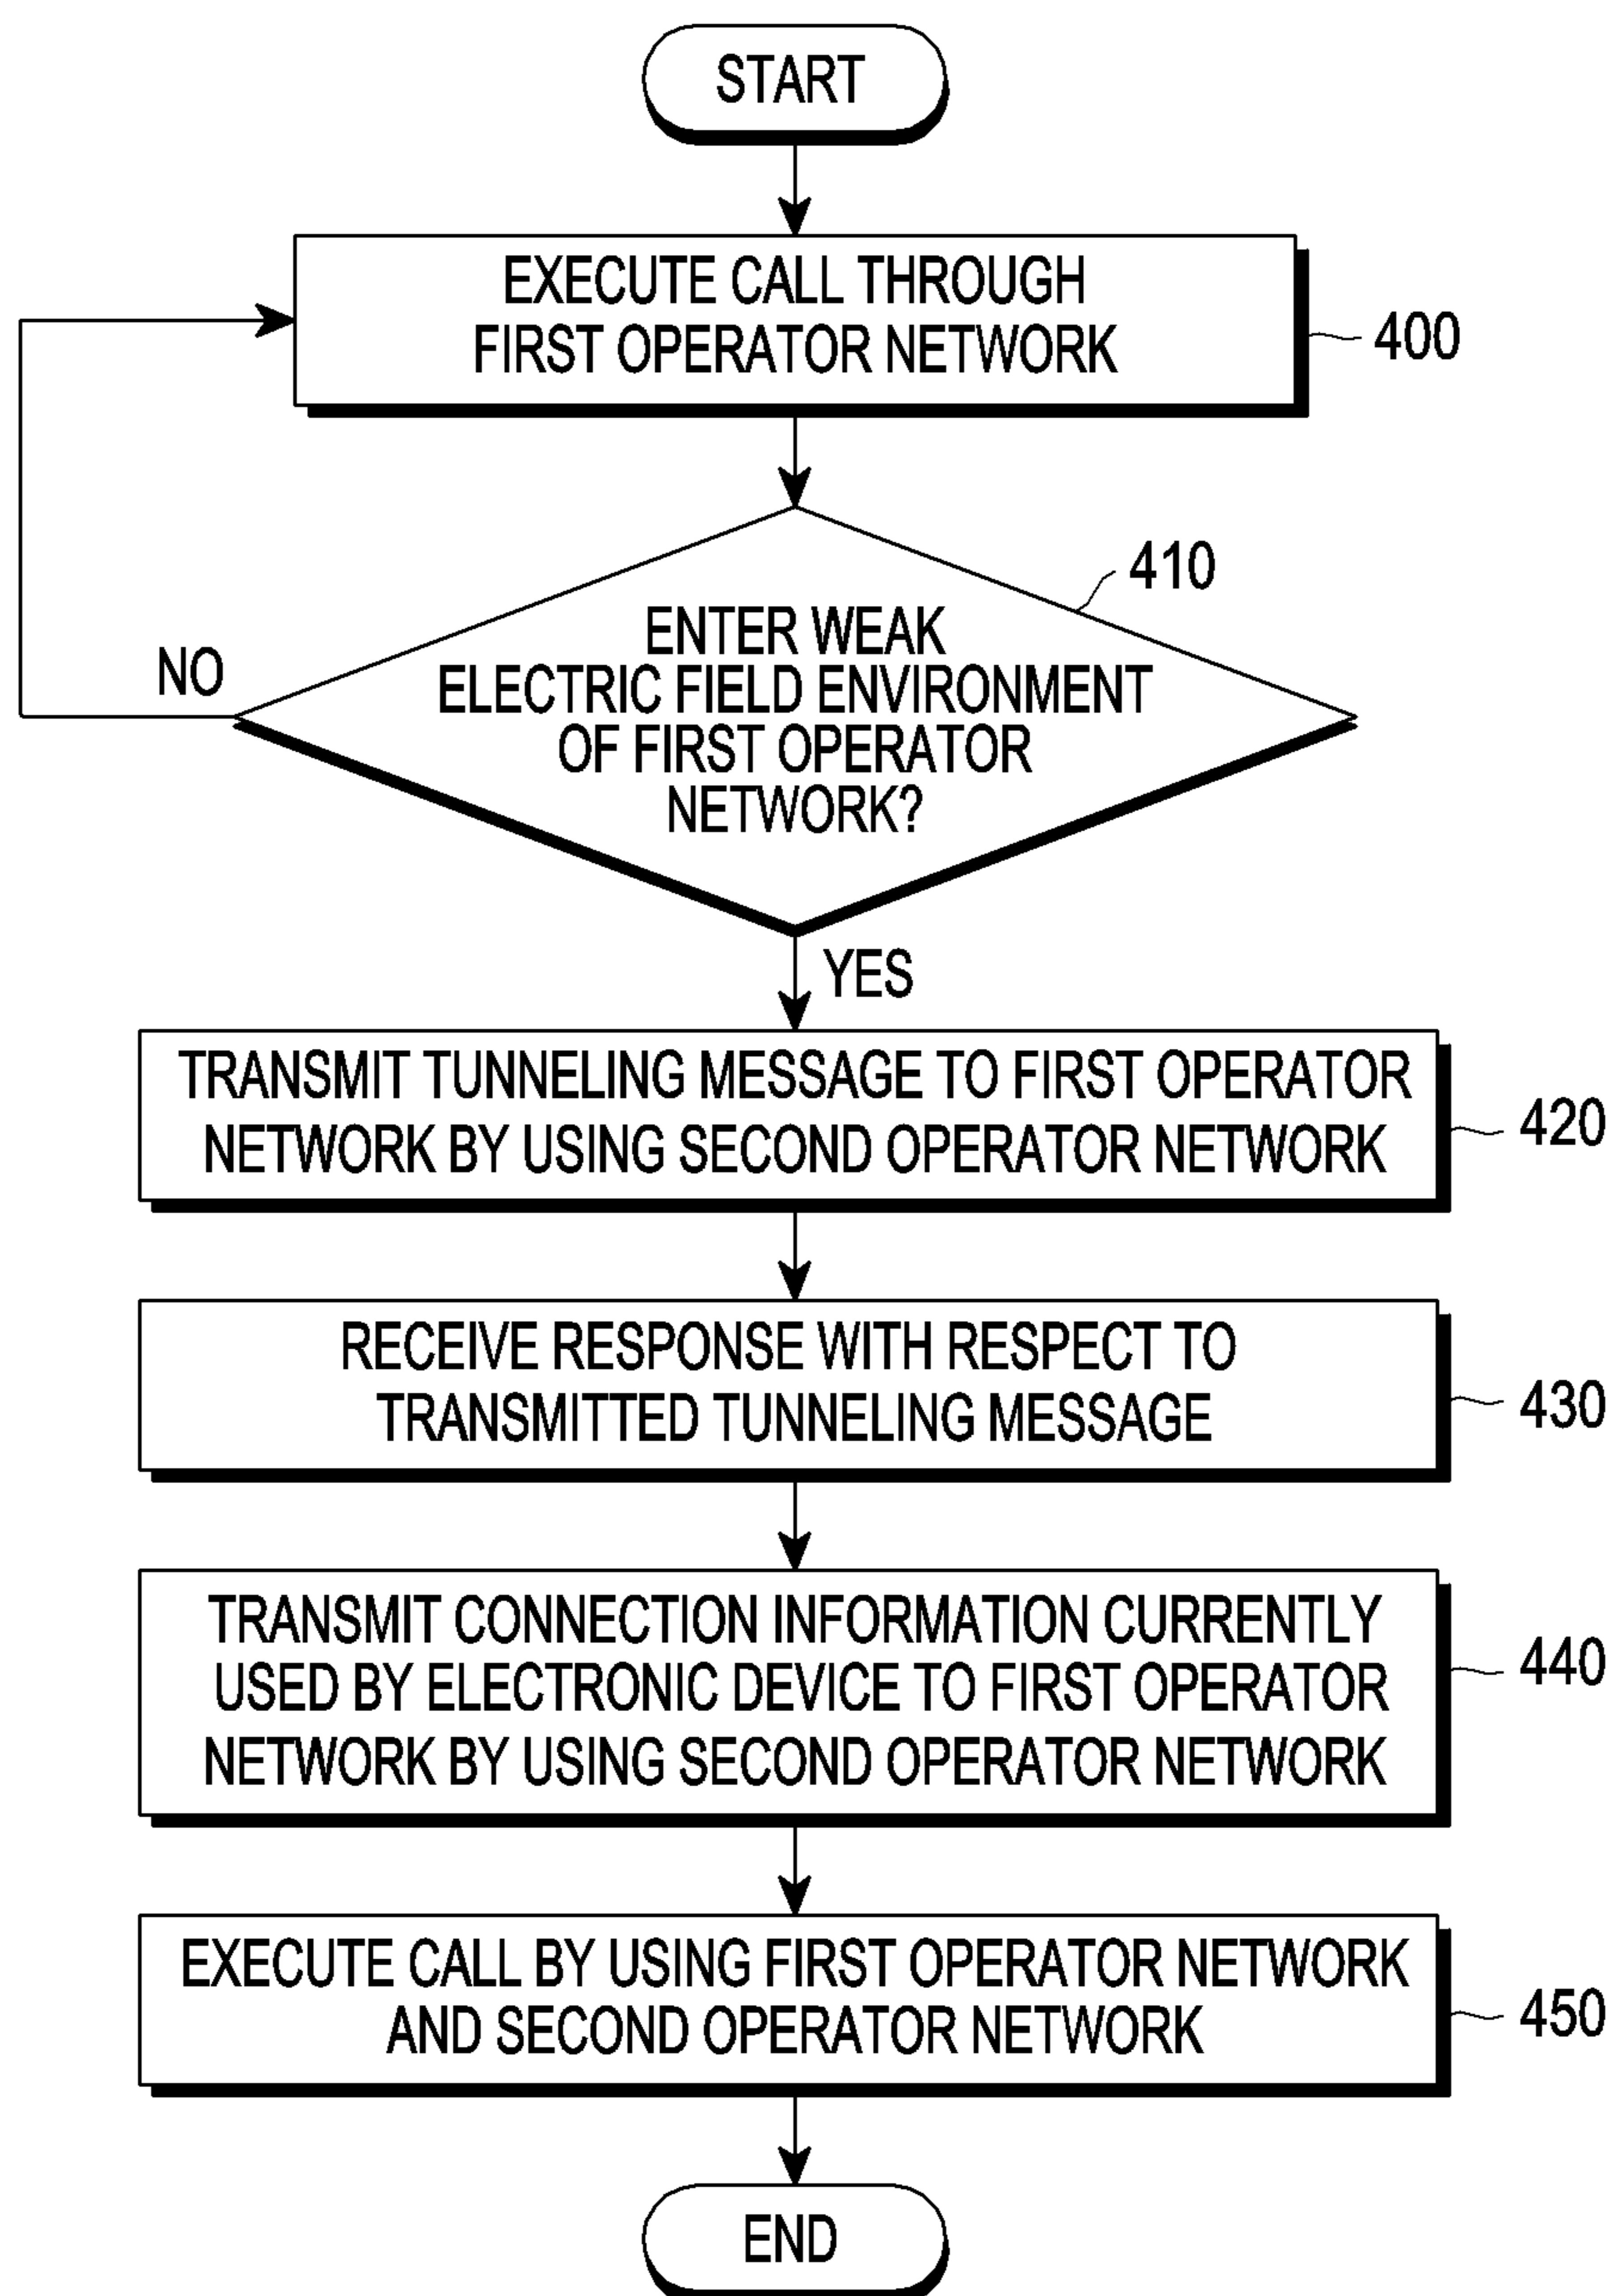 START
EXECUTE CALL THROUGH
FIRST OPERATOR NETWORK
400
410
ENTER WEAK
ELECTRIC FIELD ENVIRONMENT
OF FIRST OPERATOR
NETWORK?
NO
YES
TRANSMIT TUNNELING MESSAGE TO FIRST OPERATOR
NETWORK BY USING SECOND OPERATOR NETWORK
420
RECEIVE RESPONSE WITH RESPECT TO
TRANSMITTED TUNNELING MESSAGE
430
TRANSMIT CONNECTION INFORMATION CURRENTLY
USED BY ELECTRONIC DEVICE TO FIRST OPERATOR
NETWORK BY USING SECOND OPERATOR NETWORK
440
EXECUTE CALL BY USING FIRST OPERATOR NETWORK
AND SECOND OPERATOR NETWORK
450
END